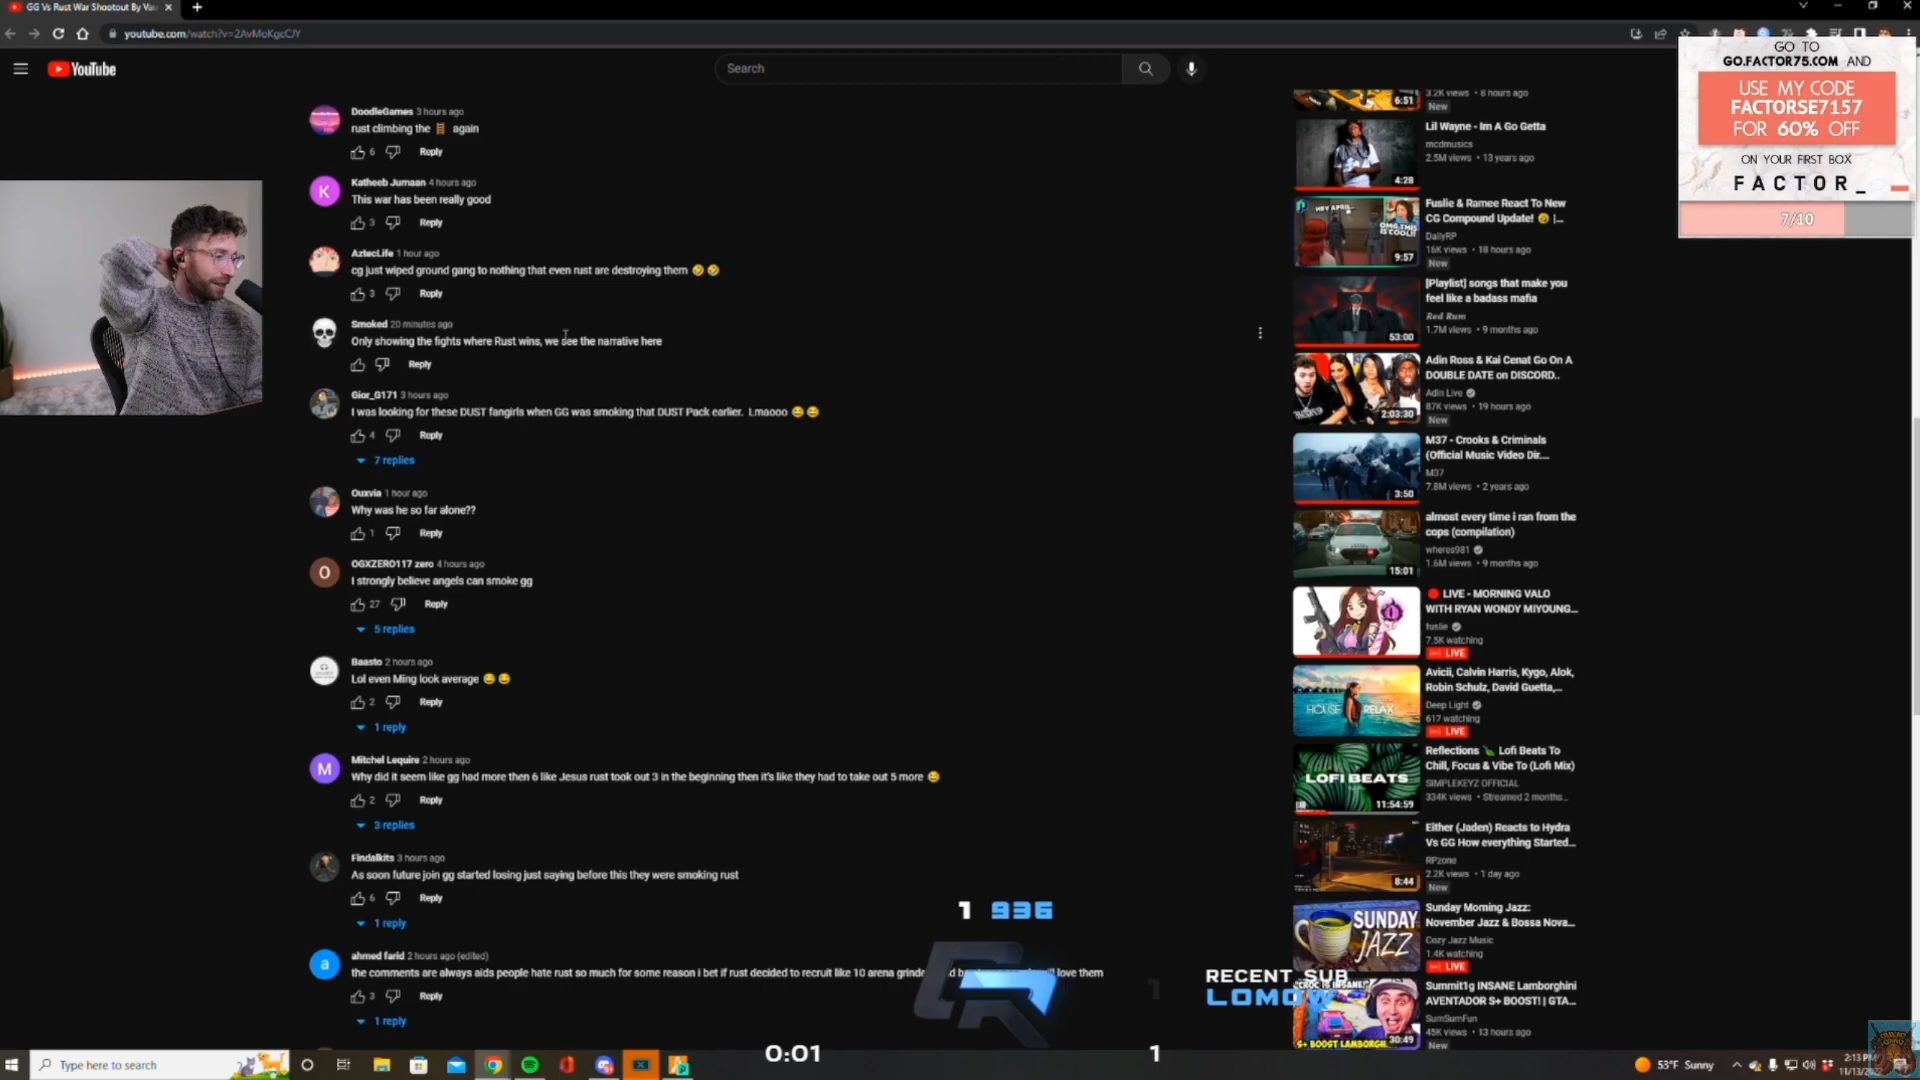 GG Vs Rust War Shootout By Vau
youtube.com/watch?v=2AvMoKgcCJY
YouTube
Search
DoodleGames 3 hours ago
rust climbing the 🪜 again
6 Reply
Katheeb Jumaan 4 hours ago
This war has been really good
3 Reply
AztecLife 1 hour ago
cg just wiped ground gang to nothing that even rust are destroying them 🤣 🤣
3 Reply
Smoked 20 minutes ago
Only showing the fights where Rust wins, we see the narrative here
Reply
Gior_G171 3 hours ago
I was looking for these DUST fangirls when GG was smoking that DUST Pack earlier. Lmaooo 😂 😂
4 Reply
7 replies
Ouxvia 1 hour ago
Why was he so far alone??
1 Reply
OGXZERO117 zero 4 hours ago
I strongly believe angels can smoke gg
27 Reply
5 replies
Baasto 2 hours ago
Lol even Ming look average 😂 😂
2 Reply
1 reply
Mitchel Lequire 2 hours ago
Why did it seem like gg had more then 6 like Jesus rust took out 3 in the beginning then it's like they had to take out 5 more 😂
2 Reply
3 replies
Findalkits 3 hours ago
As soon future join gg started losing just saying before this they were smoking rust
6 Reply
1 reply
ahmed farid 2 hours ago (edited)
the comments are always aids people hate rust so much for some reason i bet if rust decided to recruit like 10 arena grinde love them
3 Reply
1 reply
3.2K views • 8 hours ago
New
6:51
Lil Wayne - Im A Go Getta
mcdmusics
2.5M views • 13 years ago
4:28
Fuslie & Ramee React To New
CG Compound Update! 🤣 |...
DailyRP
16K views • 18 hours ago
New
HEY APRIL...
OMG THIS
IS COOL!!
9:57
[Playlist] songs that make you
feel like a badass mafia
Red Rum
1.7M views • 9 months ago
53:00
Adin Ross & Kai Cenat Go On A
DOUBLE DATE on DISCORD..
Adin Live
87K views • 19 hours ago
New
2:03:30
M37 - Crooks & Criminals
(Official Music Video Dir....
M37
7.8M views • 2 years ago
3:50
almost every time i ran from the
cops (compilation)
wheres981
1.6M views • 9 months ago
15:01
🔴 LIVE - MORNING VALO
WITH RYAN WONDY MIYOUNG...
fuslie
7.5K watching
LIVE
Avicii, Calvin Harris, Kygo, Alok,
Robin Schulz, David Guetta,...
Deep Light
617 watching
LIVE
HOUSE RELAX
Reflections 🍃 Lofi Beats To
Chill, Focus & Vibe To (Lofi Mix)
SIMPLEKEYZ OFFICIAL
334K views • Streamed 2 months...
LOFI BEATS
11:54:59
Either (Jaden) Reacts to Hydra
Vs GG How everything Started...
RPzone
2.2K views • 1 day ago
New
8:44
Sunday Morning Jazz:
November Jazz & Bossa Nova...
Cozy Jazz Music
1.4K watching
LIVE
SUNDAY
JAZZ
Summit1g INSANE Lamborghini
AVENTADOR S+ BOOST! | GTA...
SumSumFun
45K views • 13 hours ago
New
S+ BOOST LAMBORGH
30:49
GO TO
GO.FACTOR75.COM AND
USE MY CODE
FACTORSE7157
FOR 60% OFF
ON YOUR FIRST BOX
FACTOR_
7/10
1 936
RECENT SUB
LOMOW
0:01
1
Type here to search
53°F Sunny
2:13 PM